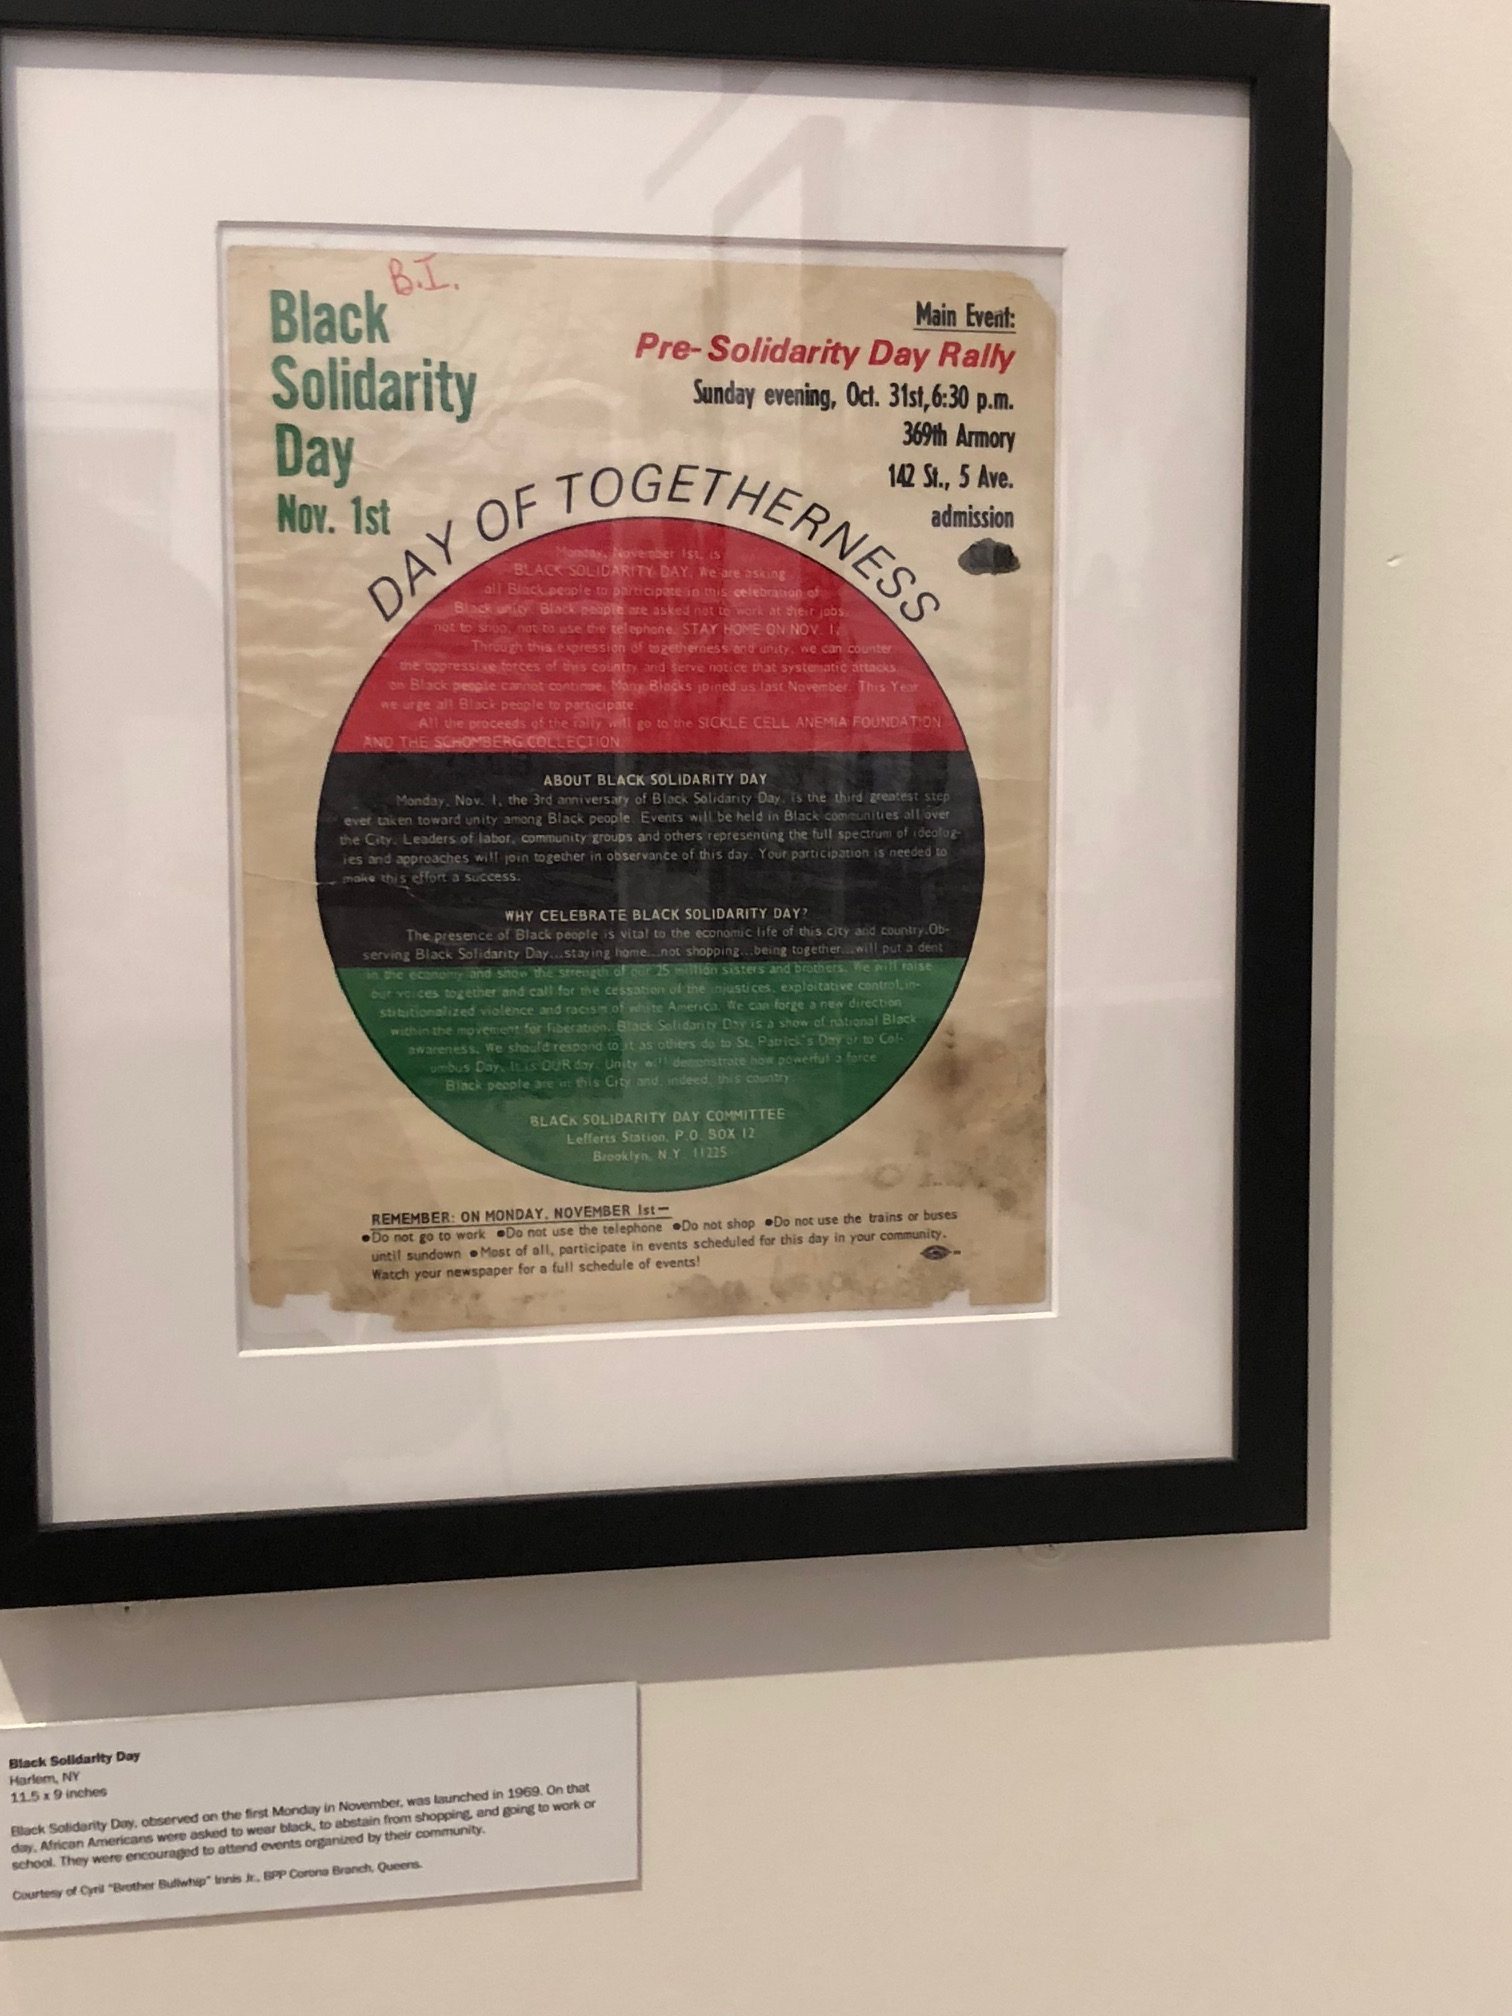 B.I.
Black
Solidarity
Day
Nov. 1st
Main Event:
Pre-Solidarity Day Rally
Sunday evening, Oct. 31st, 6:30 p.m.
369th Armory
142 St., 5 Ave.
admission
DAY OF TOGETHERNESS
Monday, November 1st, is
BLACK SOLIDARITY DAY. We are asking
all Black people to participate in this celebration of
Black unity. Black people are asked not to work at their jobs,
not to shop, not to use the telephone. STAY HOME ON NOV. 1.
Through this expression of togetherness and unity, we can counter
the oppressive forces of this country and serve notice that systematic attacks
on Black people cannot continue. Many Blacks joined us last November. This Year
we urge all Black people to participate.
All the proceeds of the rally will go to the SICKLE CELL ANEMIA FOUNDATION
AND THE SCHOMBERG COLLECTION
ABOUT BLACK SOLIDARITY DAY
Monday, Nov. 1, the 3rd anniversary of Black Solidarity Day, is the third greatest step
ever taken toward unity among Black people. Events will be held in Black communities all over
the City. Leaders of labor, community groups and others representing the full spectrum of ideolog-
ies and approaches will join together in observance of this day. Your participation is needed to
make this effort a success.
WHY CELEBRATE BLACK SOLIDARITY DAY?
The presence of Black people is vital to the economic life of this city and country. Ob-
serving Black Solidarity Day...staying home...not shopping...being together...will put a dent
in the economy and show the strength of our 25 million sisters and brothers. We will raise
our voices together and call for the cessation of the injustices, exploitative control, in-
stitutionalized violence and racism of white America. We can forge a new direction
within the movement for liberation. Black Solidarity Day is a show of national Black
awareness. We should respond to it as others do to St. Patrick's Day or to Col-
umbus Day. It is OUR day. Unity will demonstrate how powerful a force
Black people are in this City and, indeed, this country.
BLACK SOLIDARITY DAY COMMITTEE
Lefferts Station, P.O. BOX 12
Brooklyn, N.Y. 11225
REMEMBER: ON MONDAY, NOVEMBER 1st—
●Do not go to work ●Do not use the telephone ●Do not shop ●Do not use the trains or buses
until sundown ●Most of all, participate in events scheduled for this day in your community.
Watch your newspaper for a full schedule of events!
Black Solidarity Day
Harlem, NY
11.5 x 9 inches
Black Solidarity Day, observed on the first Monday in November, was launched in 1969. On that
day, African Americans were asked to wear black, to abstain from shopping, and going to work or
school. They were encouraged to attend events organized by their community.
Courtesy of Cyril "Brother Bullwhip" Innis Jr., BPP Corona Branch, Queens.